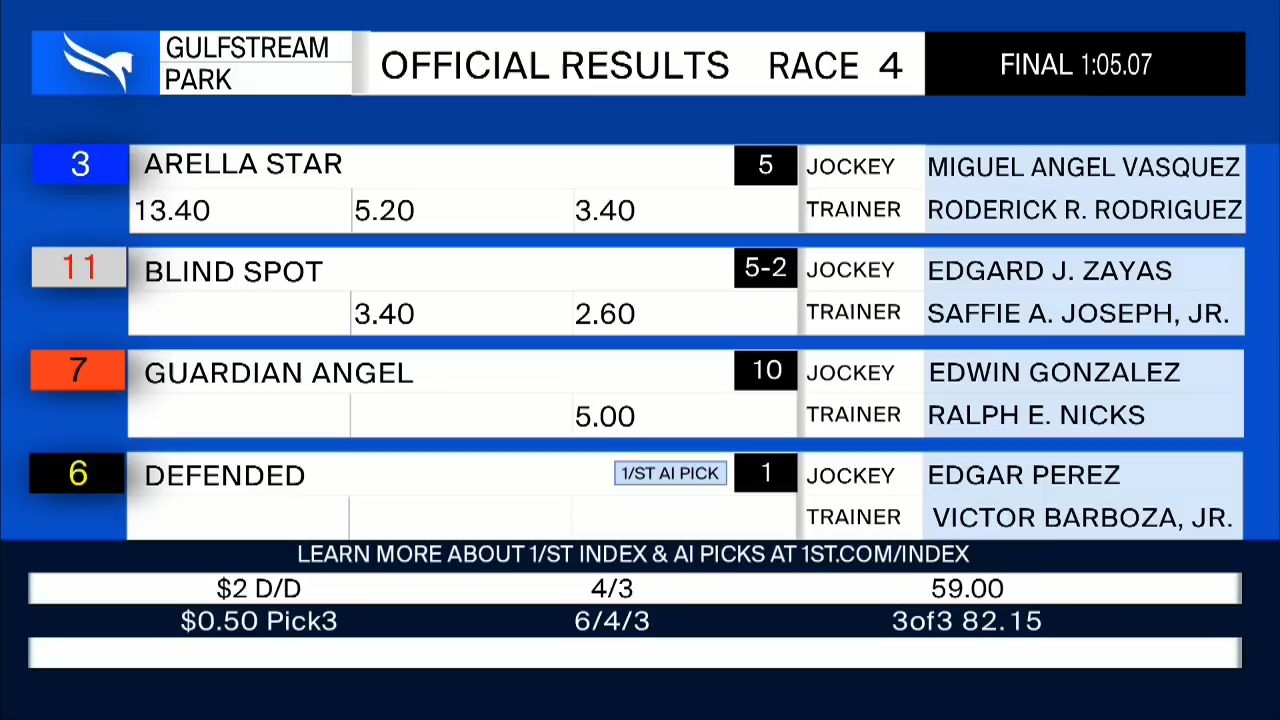 GULFSTREAM
PARK
OFFICIAL RESULTS RACE 4
FINAL 1:05.07
3 ARELLA STAR 5 JOCKEY MIGUEL ANGEL VASQUEZ
13.40 5.20 3.40 TRAINER RODERICK R. RODRIGUEZ
11 BLIND SPOT 5-2 JOCKEY EDGARD J. ZAYAS
3.40 2.60 TRAINER SAFFIE A. JOSEPH, JR.
7 GUARDIAN ANGEL 10 JOCKEY EDWIN GONZALEZ
5.00 TRAINER RALPH E. NICKS
6 DEFENDED 1/ST AI PICK 1 JOCKEY EDGAR PEREZ
TRAINER VICTOR BARBOZA, JR.
LEARN MORE ABOUT 1/ST INDEX & AI PICKS AT 1ST.COM/INDEX
$2 D/D 4/3 59.00
$0.50 Pick3 6/4/3 3of3 82.15